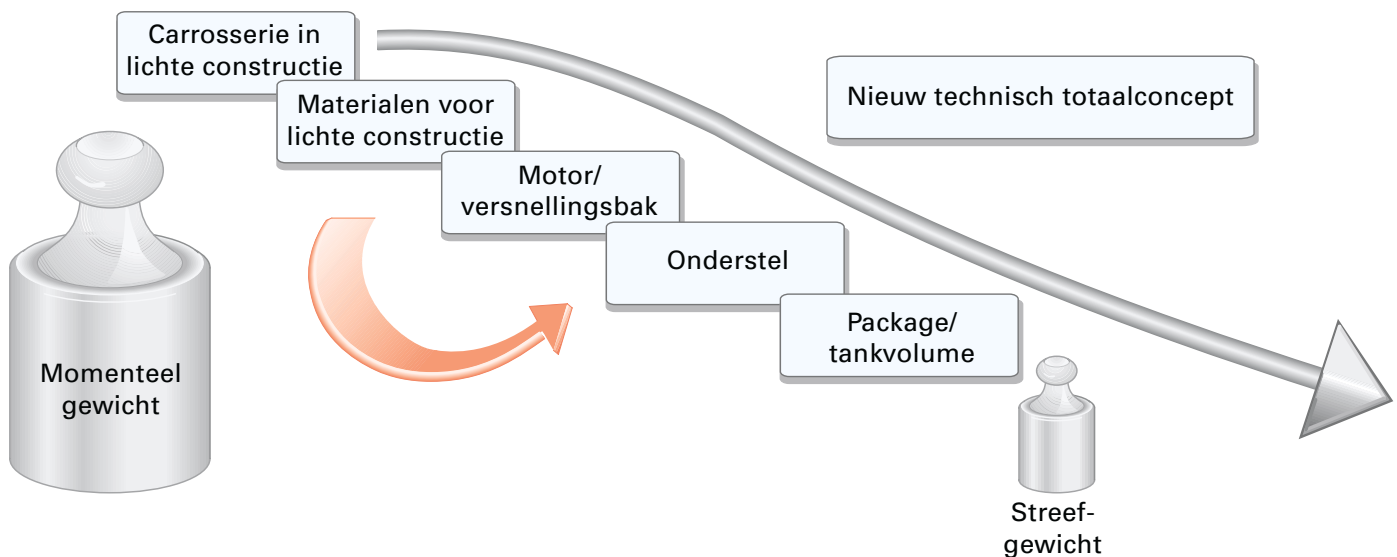 Carrosserie in
lichte constructie
Materialen voor
lichte constructie
Nieuw technisch totaalconcept
Motor/
versnellingsbak
Onderstel
Package/
tankvolume
Momenteel
gewicht
Streef-
gewicht